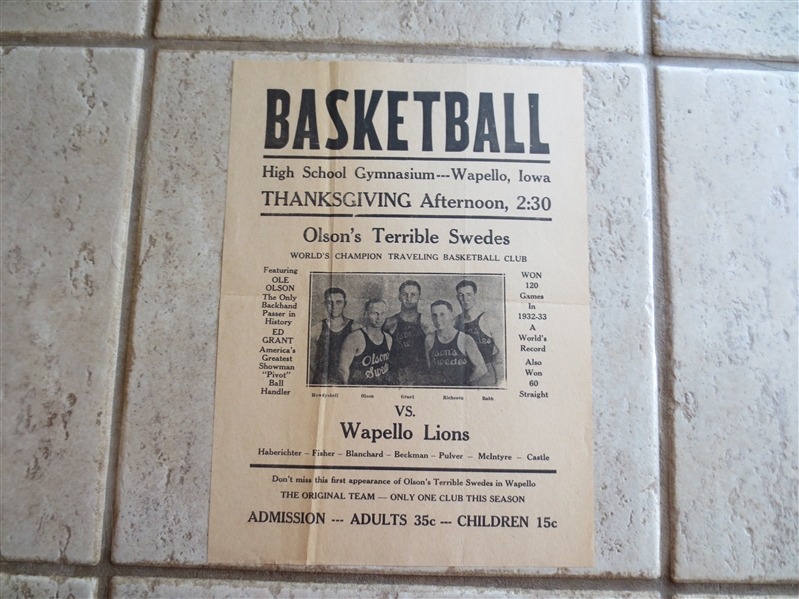 BASKETBALL
High School Gymnasium---Wapello, Iowa
THANKSGIVING Afternoon, 2:30
Olson's Terrible Swedes
WORLD'S CHAMPION TRAVELING BASKETBALL CLUB
Featuring
OLE
OLSON
The Only
Backhand
Passer in
History
ED
GRANT
America's
Greatest
Showman
"Pivot"
Ball
Handler
Olson's
Swedes
Olson's
Swedes
WON
120
Games
In
1932-33
A
World's
Record
Also
Won
60
Straight
Olson Grant
VS.
Wapello Lions
Haberichter – Fisher – Blanchard – Beckman – Pulver – McIntyre – Castle
Don't miss this first appearance of Olson's Terrible Swedes in Wapello
THE ORIGINAL TEAM — ONLY ONE CLUB THIS SEASON
ADMISSION --- ADULTS 35c -- CHILDREN 15c